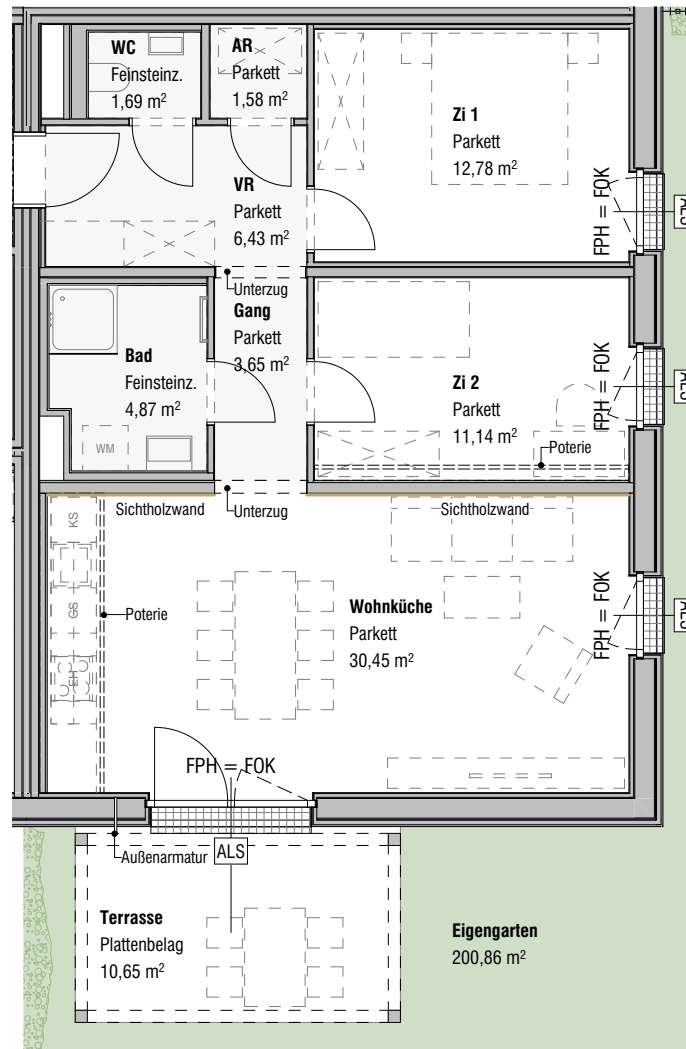 WC
Feinsteinz.
1,69 m²
AR
Parkett
1,58 m²
Zi 1
Parkett
12,78 m²
FPH = FOK
ALS
VR
Parkett
6,43 m²
Unterzug
Gang
Parkett
3,65 m²
Bad
Feinsteinz.
4,87 m²
WM
Zi 2
Parkett
11,14 m²
FPH = FOK
ALS
Poterie
Unterzug
Sichtholzwand
Sichtholzwand
KS
GS
EH
Poterie
Wohnküche
Parkett
30,45 m²
FPH = FOK
ALS
FPH = FOK
Außenarmatur
ALS
Terrasse
Plattenbelag
10,65 m²
Eigengarten
200,86 m²